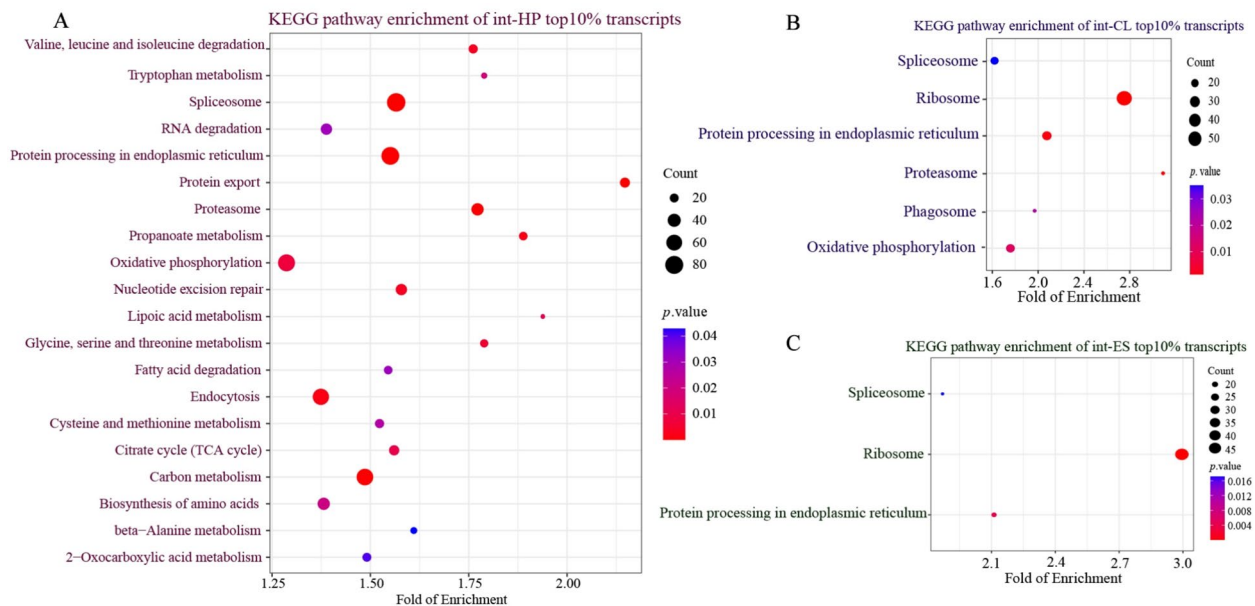 A
KEGG pathway enrichment of int-HP top10% transcripts
Valine, leucine and isoleucine degradation
Tryptophan metabolism
Spliceosome
RNA degradation
Protein processing in endoplasmic reticulum
Protein export
Proteasome
Propanoate metabolism
Oxidative phosphorylation
Nucleotide excision repair
Lipoic acid metabolism
Glycine, serine and threonine metabolism
Fatty acid degradation
Endocytosis
Cysteine and methionine metabolism
Citrate cycle (TCA cycle)
Carbon metabolism
Biosynthesis of amino acids
beta−Alanine metabolism
2−Oxocarboxylic acid metabolism
1.25 1.50 1.75 2.00
Fold of Enrichment
Count
20
40
60
80
p.value
0.04
0.03
0.02
0.01
B
KEGG pathway enrichment of int-CL top10% transcripts
Spliceosome
Ribosome
Protein processing in endoplasmic reticulum
Proteasome
Phagosome
Oxidative phosphorylation
1.6 2.0 2.4 2.8
Fold of Enrichment
Count
20
30
40
50
p.value
0.03
0.02
0.01
C
KEGG pathway enrichment of int-ES top10% transcripts
Spliceosome
Ribosome
Protein processing in endoplasmic reticulum
2.1 2.4 2.7 3.0
Fold of Enrichment
Count
20
25
30
35
40
45
p.value
0.016
0.012
0.008
0.004